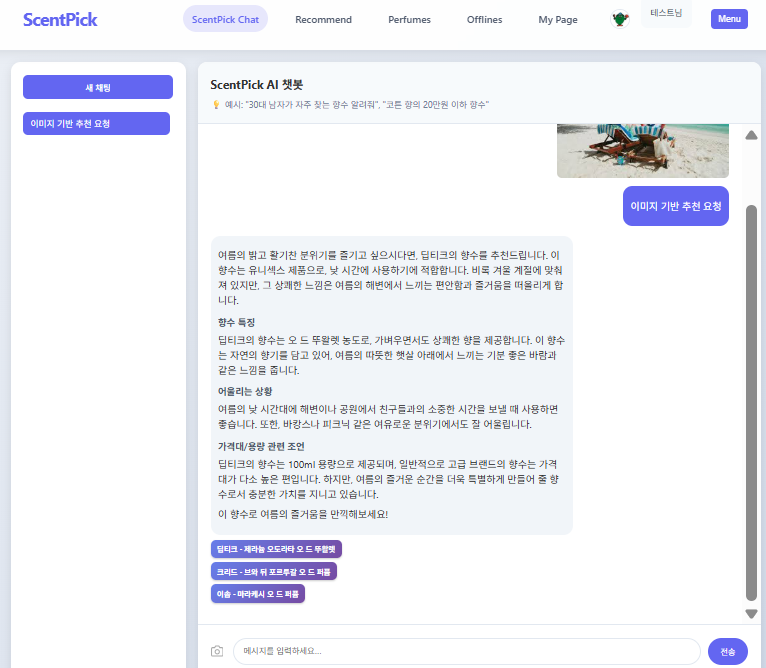 ScentPick
ScentPick Chat
Recommend
Perfumes
Offlines
My Page
테스트님
Menu
새 채팅
이미지 기반 추천 요청
ScentPick AI 챗봇
💡 예시: "30대 남자가 자주 찾는 향수 알려줘", "코튼 향의 20만원 이하 향수"
이미지 기반 추천 요청
여름의 밝고 활기찬 분위기를 즐기고 싶으시다면, 딥티크의 향수를 추천드립니다. 이
향수는 유니섹스 제품으로, 낮 시간에 사용하기에 적합합니다. 비록 겨울 계절에 맞춰
져 있지만, 그 상쾌한 느낌은 여름의 해변에서 느끼는 편안함과 즐거움을 떠올리게 합
니다.
향수 특징
딥티크의 향수는 오 드 뚜왈렛 농도로, 가벼우면서도 상쾌한 향을 제공합니다. 이 향수
는 자연의 향기를 담고 있어, 여름의 따뜻한 햇살 아래에서 느끼는 기분 좋은 바람과
같은 느낌을 줍니다.
어울리는 상황
여름의 낮 시간대에 해변이나 공원에서 친구들과의 소중한 시간을 보낼 때 사용하면
좋습니다. 또한, 바캉스나 피크닉 같은 여유로운 분위기에서도 잘 어울립니다.
가격대/용량 관련 조언
딥티크의 향수는 100ml 용량으로 제공되며, 일반적으로 고급 브랜드의 향수는 가격
대가 다소 높은 편입니다. 하지만, 여름의 즐거운 순간을 더욱 특별하게 만들어 줄 향
수로서 충분한 가치를 지니고 있습니다.
이 향수로 여름의 즐거움을 만끽해보세요!
딥티크 - 제라늄 오도라타 오 드 뚜왈렛
크리드 - 브와 뒤 포르투갈 오 드 퍼퓸
이솝 - 마라케시 오 드 퍼퓸
메시지를 입력하세요...
전송